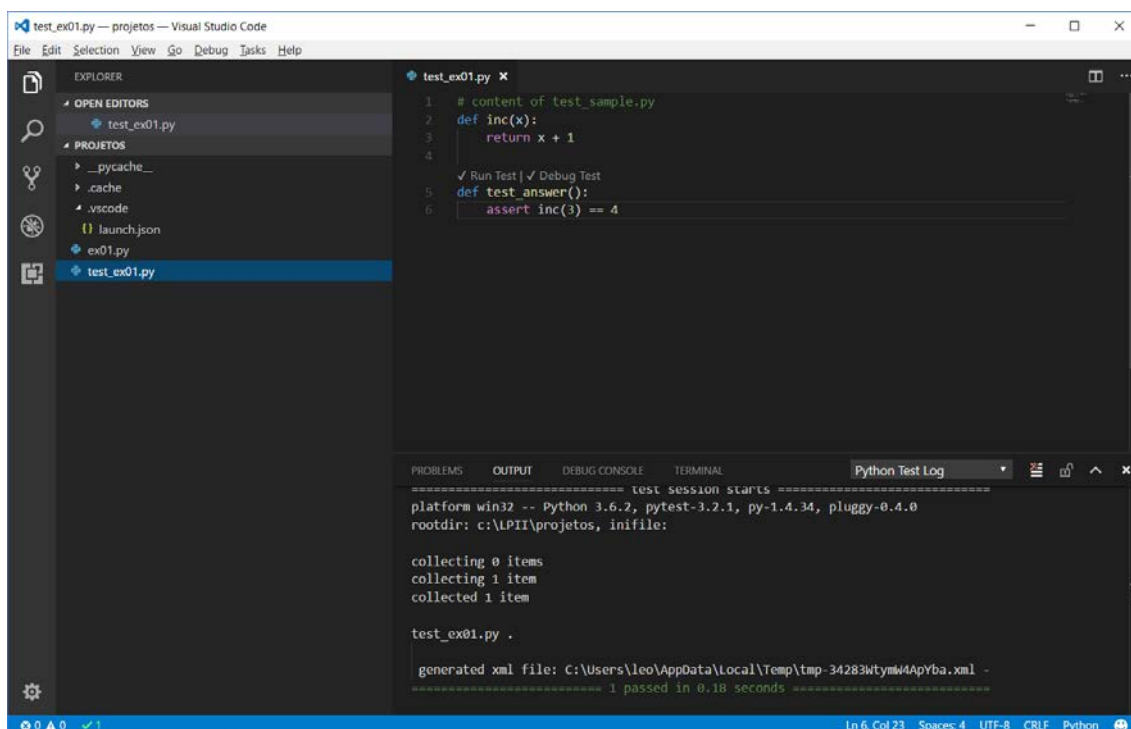 test_ex01.py — projetos — Visual Studio Code
File Edit Selection View Go Debug Tasks Help
EXPLORER
OPEN EDITORS
test_ex01.py
PROJETOS
__pycache__
.cache
.vscode
{} launch.json
ex01.py
test_ex01.py
test_ex01.py
1 # content of test_sample.py
2 def inc(x):
3 return x + 1
4
✓ Run Test | ✓ Debug Test
5 def test_answer():
6 assert inc(3) == 4
PROBLEMS OUTPUT DEBUG CONSOLE TERMINAL Python Test Log
============================= test session starts =============================
platform win32 -- Python 3.6.2, pytest-3.2.1, py-1.4.34, pluggy-0.4.0
rootdir: c:\LPII\projetos, inifile:
collecting 0 items
collecting 1 item
collected 1 item
test_ex01.py .
generated xml file: C:\Users\leo\AppData\Local\Temp\tmp-34283WtymW4ApYba.xml -
========================== 1 passed in 0.18 seconds ===========================
0 0 ✓ 1 Ln 6, Col 23 Spaces: 4 UTF-8 CRLF Python